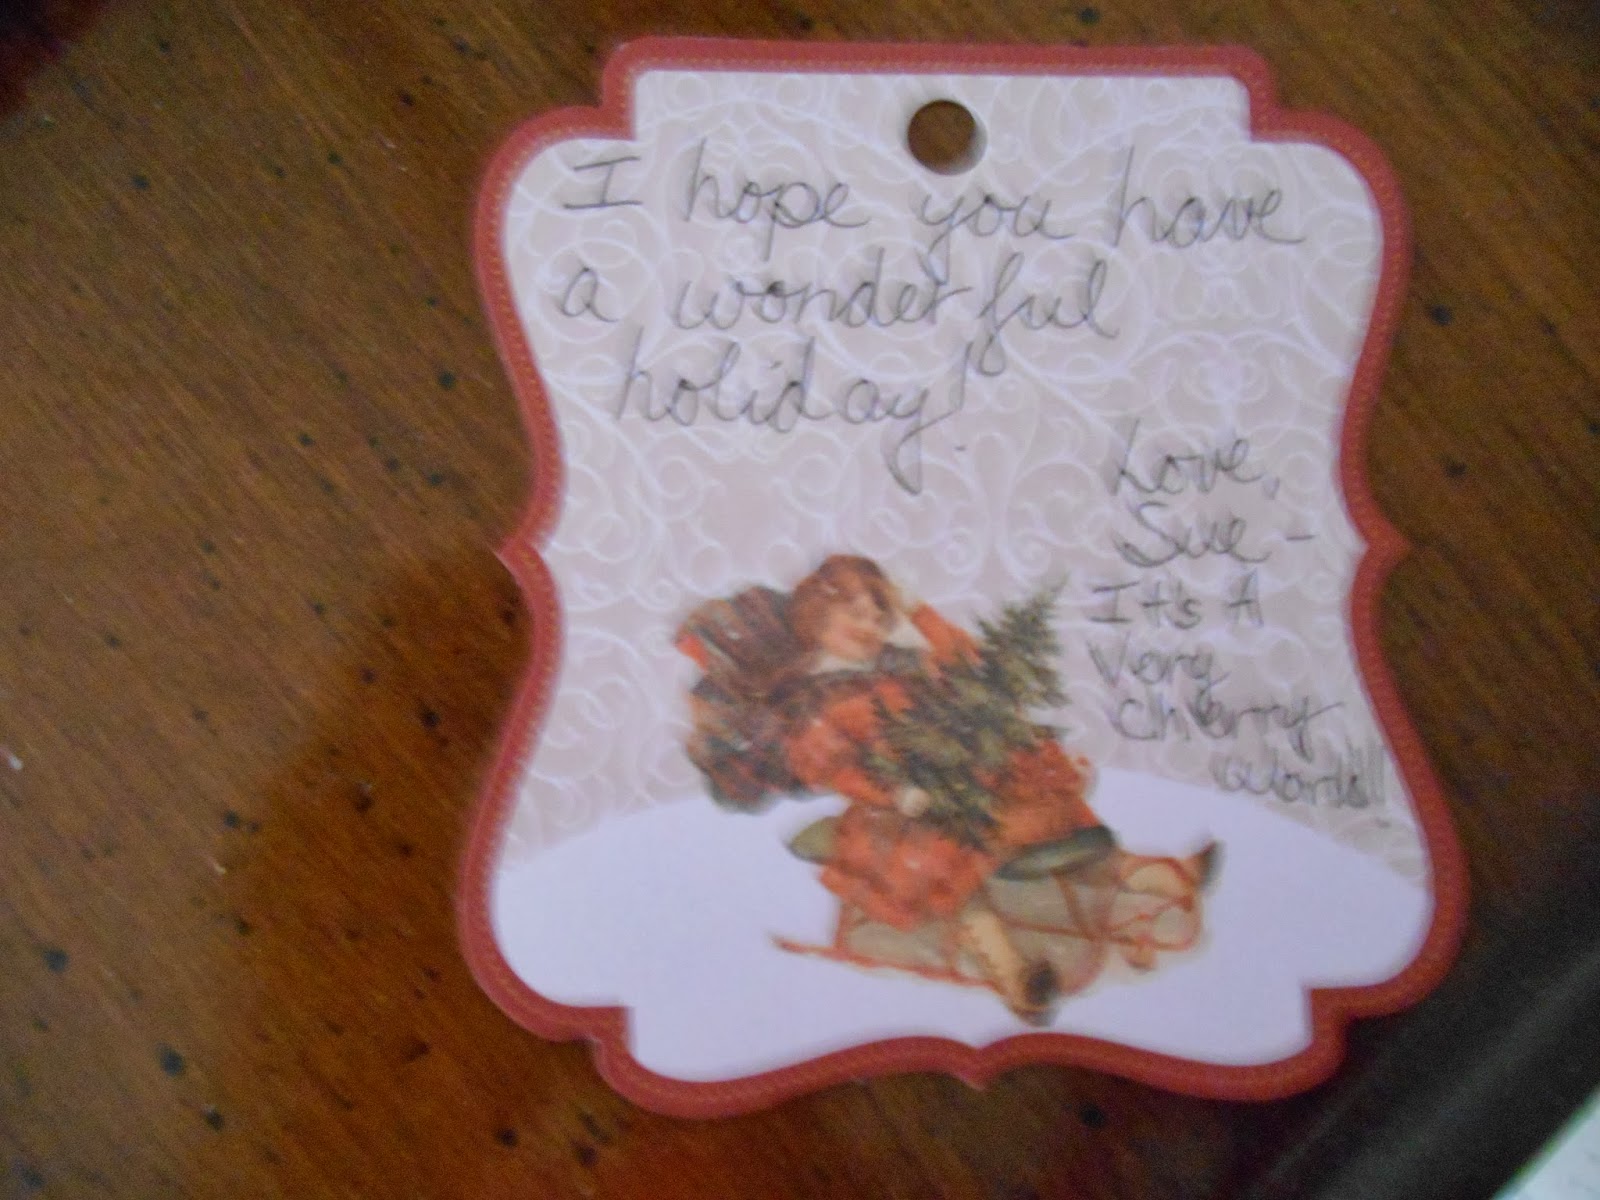 I hope you have
a wonderful
holiday!
Love,
Sue -
It's A
Very
Cherry
World!!